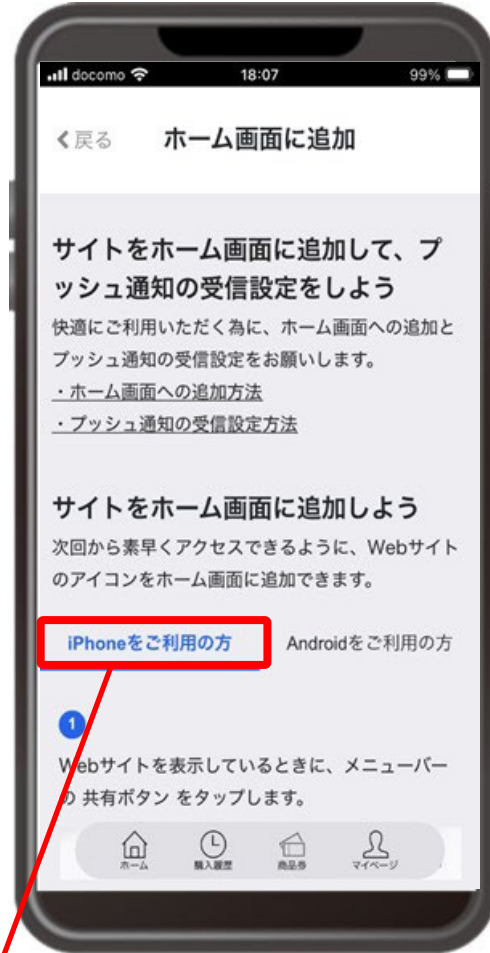 docomo 18:07 99%
戻る ホーム画面に追加
サイトをホーム画面に追加して、プ
ッシュ通知の受信設定をしよう
快適にご利用いただく為に、ホーム画面への追加と
プッシュ通知の受信設定をお願いします。
・ホーム画面への追加方法
・プッシュ通知の受信設定方法
サイトをホーム画面に追加しよう
次回から素早くアクセスできるように、Webサイト
のアイコンをホーム画面に追加できます。
iPhoneをご利用の方 Androidをご利用の方
1
Webサイトを表示しているときに、メニューバー
の 共有ボタン をタップします。
ホーム 購入履歴 商品券 マイページ